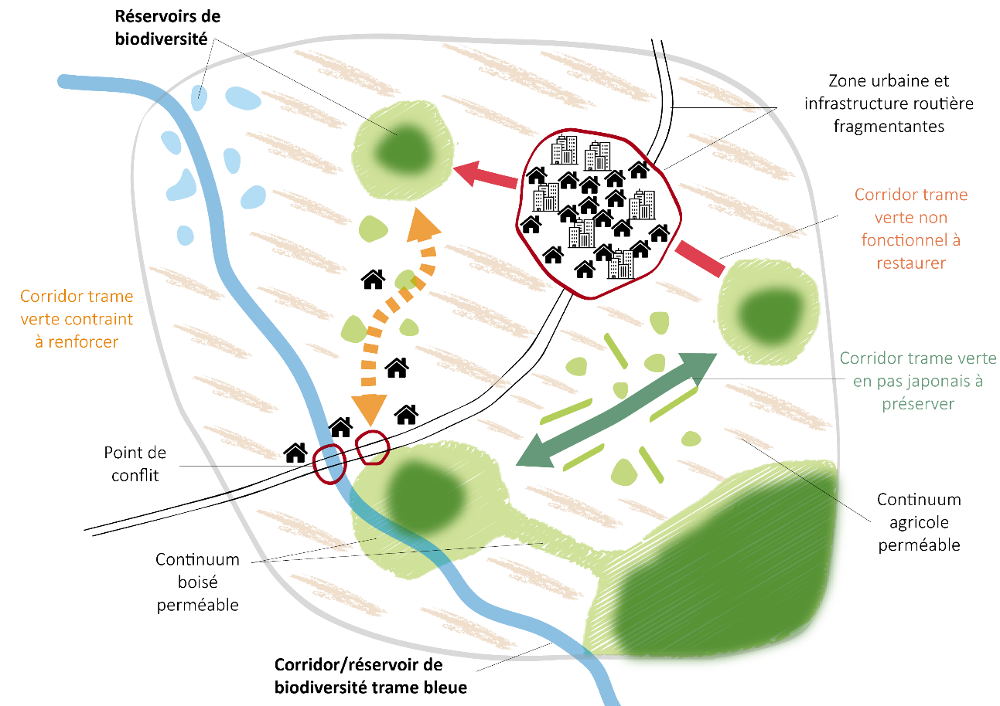 Réservoirs de
biodiversité
Zone urbaine et
infrastructure routière
fragmentantes
Corridor trame
verte non
fonctionnel à
restaurer
Corridor trame
verte contraint
à renforcer
Corridor trame verte
en pas japonais à
préserver
Point de
conflit
Continuum
agricole
perméable
Continuum
boisé
perméable
Corridor/réservoir de
biodiversité trame bleue